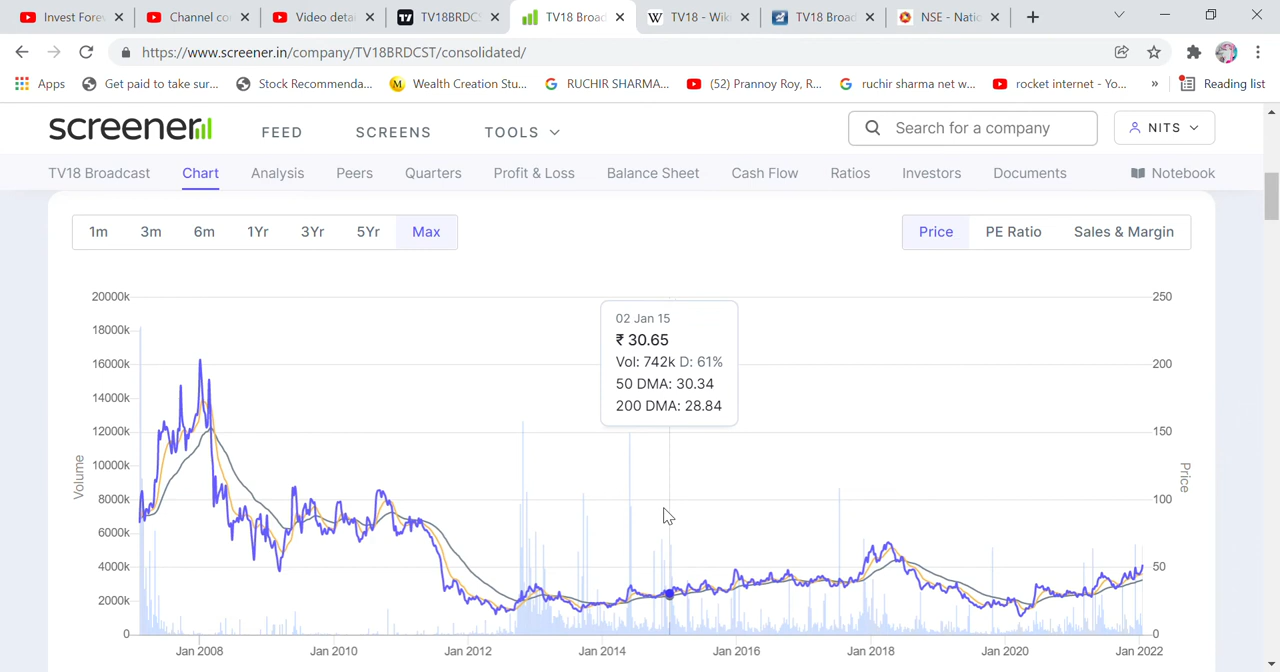 Invest Fore
Channel co
Video detai
TV18BRDC
TV18 Broad
TV18 - Wiki
TV18 Broad
NSE - Natio
https://www.screener.in/company/TV18BRDCST/consolidated/
Apps
Get paid to take sur...
Stock Recommenda...
Wealth Creation Stu...
RUCHIR SHARMA...
(52) Prannoy Roy, R...
ruchir sharma net w...
rocket internet - Yo...
»
Reading list
screener
FEED
SCREENS
TOOLS
Search for a company
NITS
TV18 Broadcast
Chart
Analysis
Peers
Quarters
Profit & Loss
Balance Sheet
Cash Flow
Ratios
Investors
Documents
Notebook
1m
3m
6m
1Yr
3Yr
5Yr
Max
Price
PE Ratio
Sales & Margin
20000k
18000k
16000k
14000k
12000k
10000k
8000k
6000k
4000k
2000k
0
Volume
02 Jan 15
₹ 30.65
Vol: 742k D: 61%
50 DMA: 30.34
200 DMA: 28.84
250
200
150
100
50
0
Price
Jan 2008
Jan 2010
Jan 2012
Jan 2014
Jan 2016
Jan 2018
Jan 2020
Jan 2022